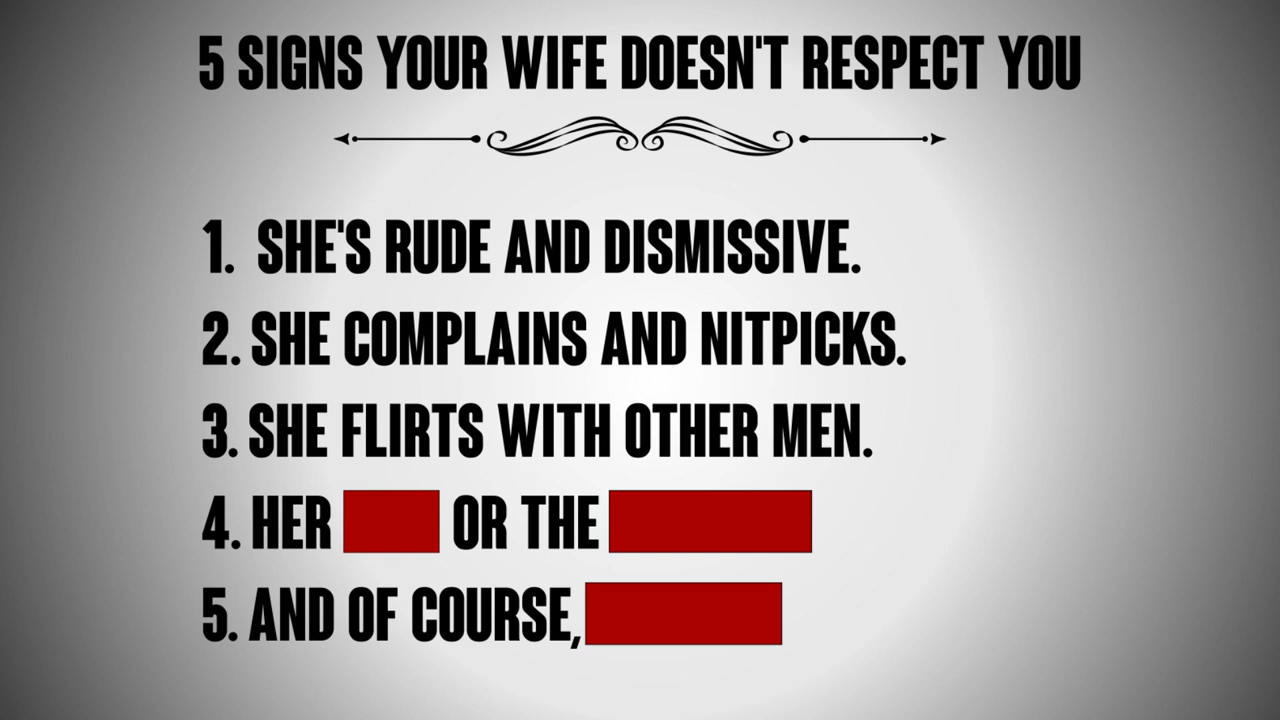 5 SIGNS YOUR WIFE DOESN'T RESPECT YOU
1. SHE'S RUDE AND DISMISSIVE.
2. SHE COMPLAINS AND NITPICKS.
3. SHE FLIRTS WITH OTHER MEN.
4. HER OR THE
5. AND OF COURSE,